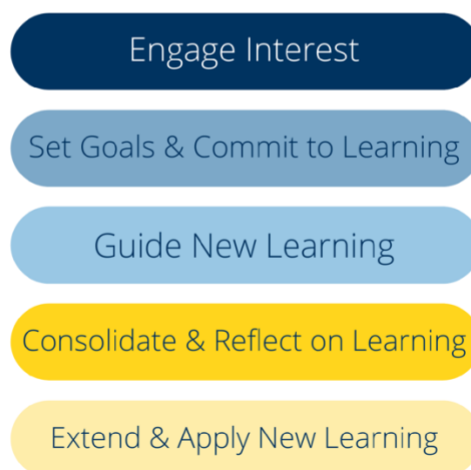 Engage Interest
Set Goals & Commit to Learning
Guide New Learning
Consolidate & Reflect on Learning
Extend & Apply New Learning